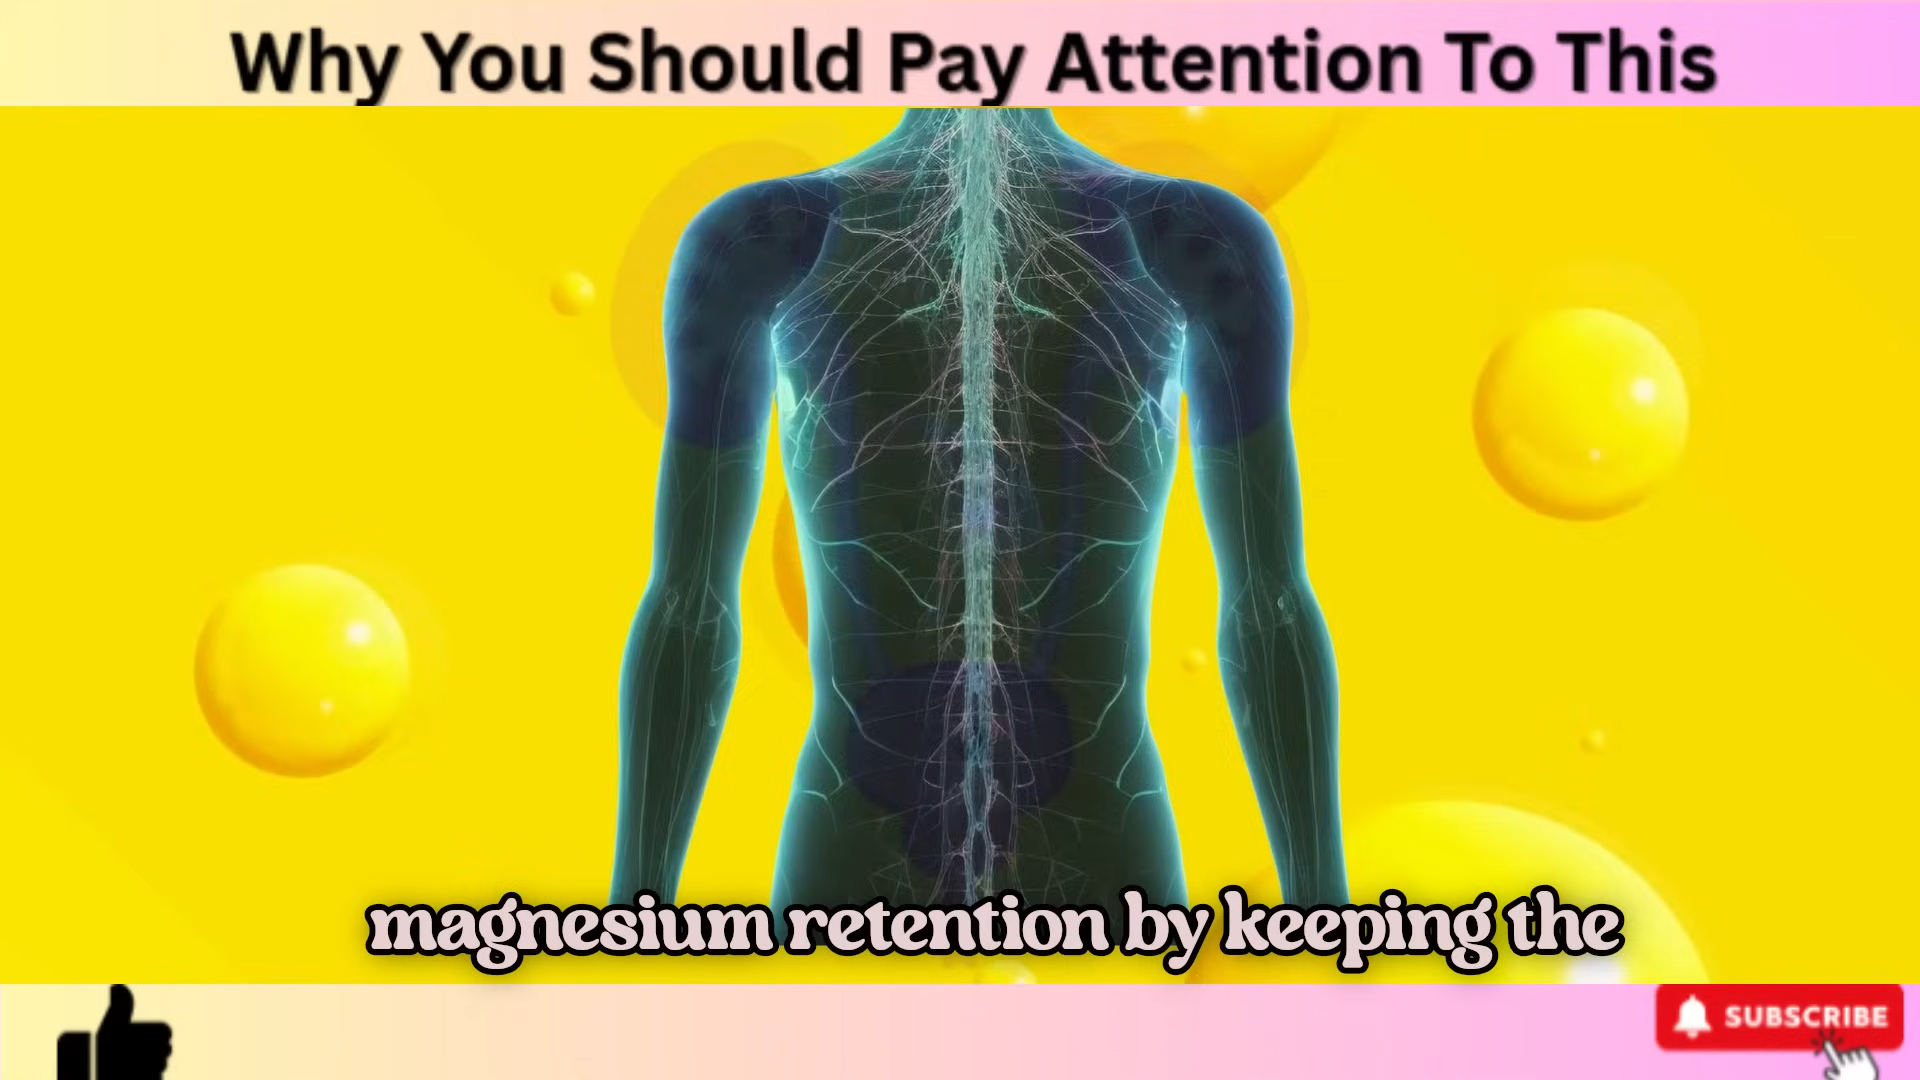 Why You Should Pay Attention To This
magnesium retention by keeping the
SUBSCRIBE